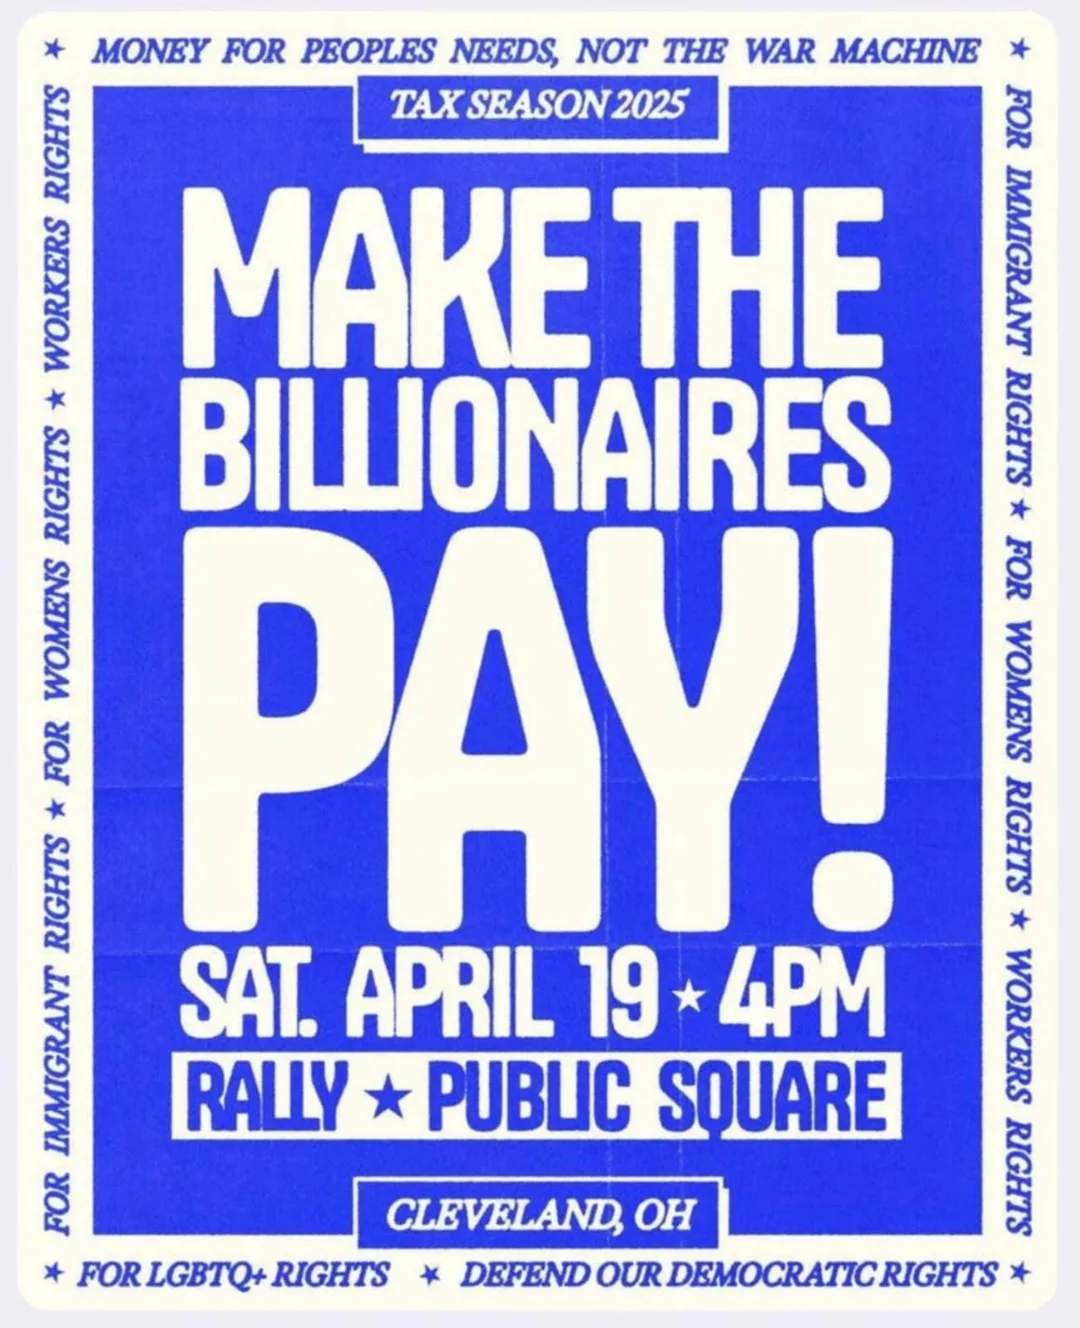 ★ MONEY FOR PEOPLES NEEDS, NOT THE WAR MACHINE ★
TAX SEASON 2025
MAKE THE
BILLIONAIRES
PAY!
SAT. APRIL 19 ★ 4PM
RALLY ★ PUBLIC SQUARE
CLEVELAND, OH
FOR IMMIGRANT RIGHTS ★ FOR WOMENS RIGHTS ★ WORKERS RIGHTS
FOR IMMIGRANT RIGHTS ★ FOR WOMENS RIGHTS ★ WORKERS RIGHTS
★ FOR LGBTQ+ RIGHTS ★ DEFEND OUR DEMOCRATIC RIGHTS ★